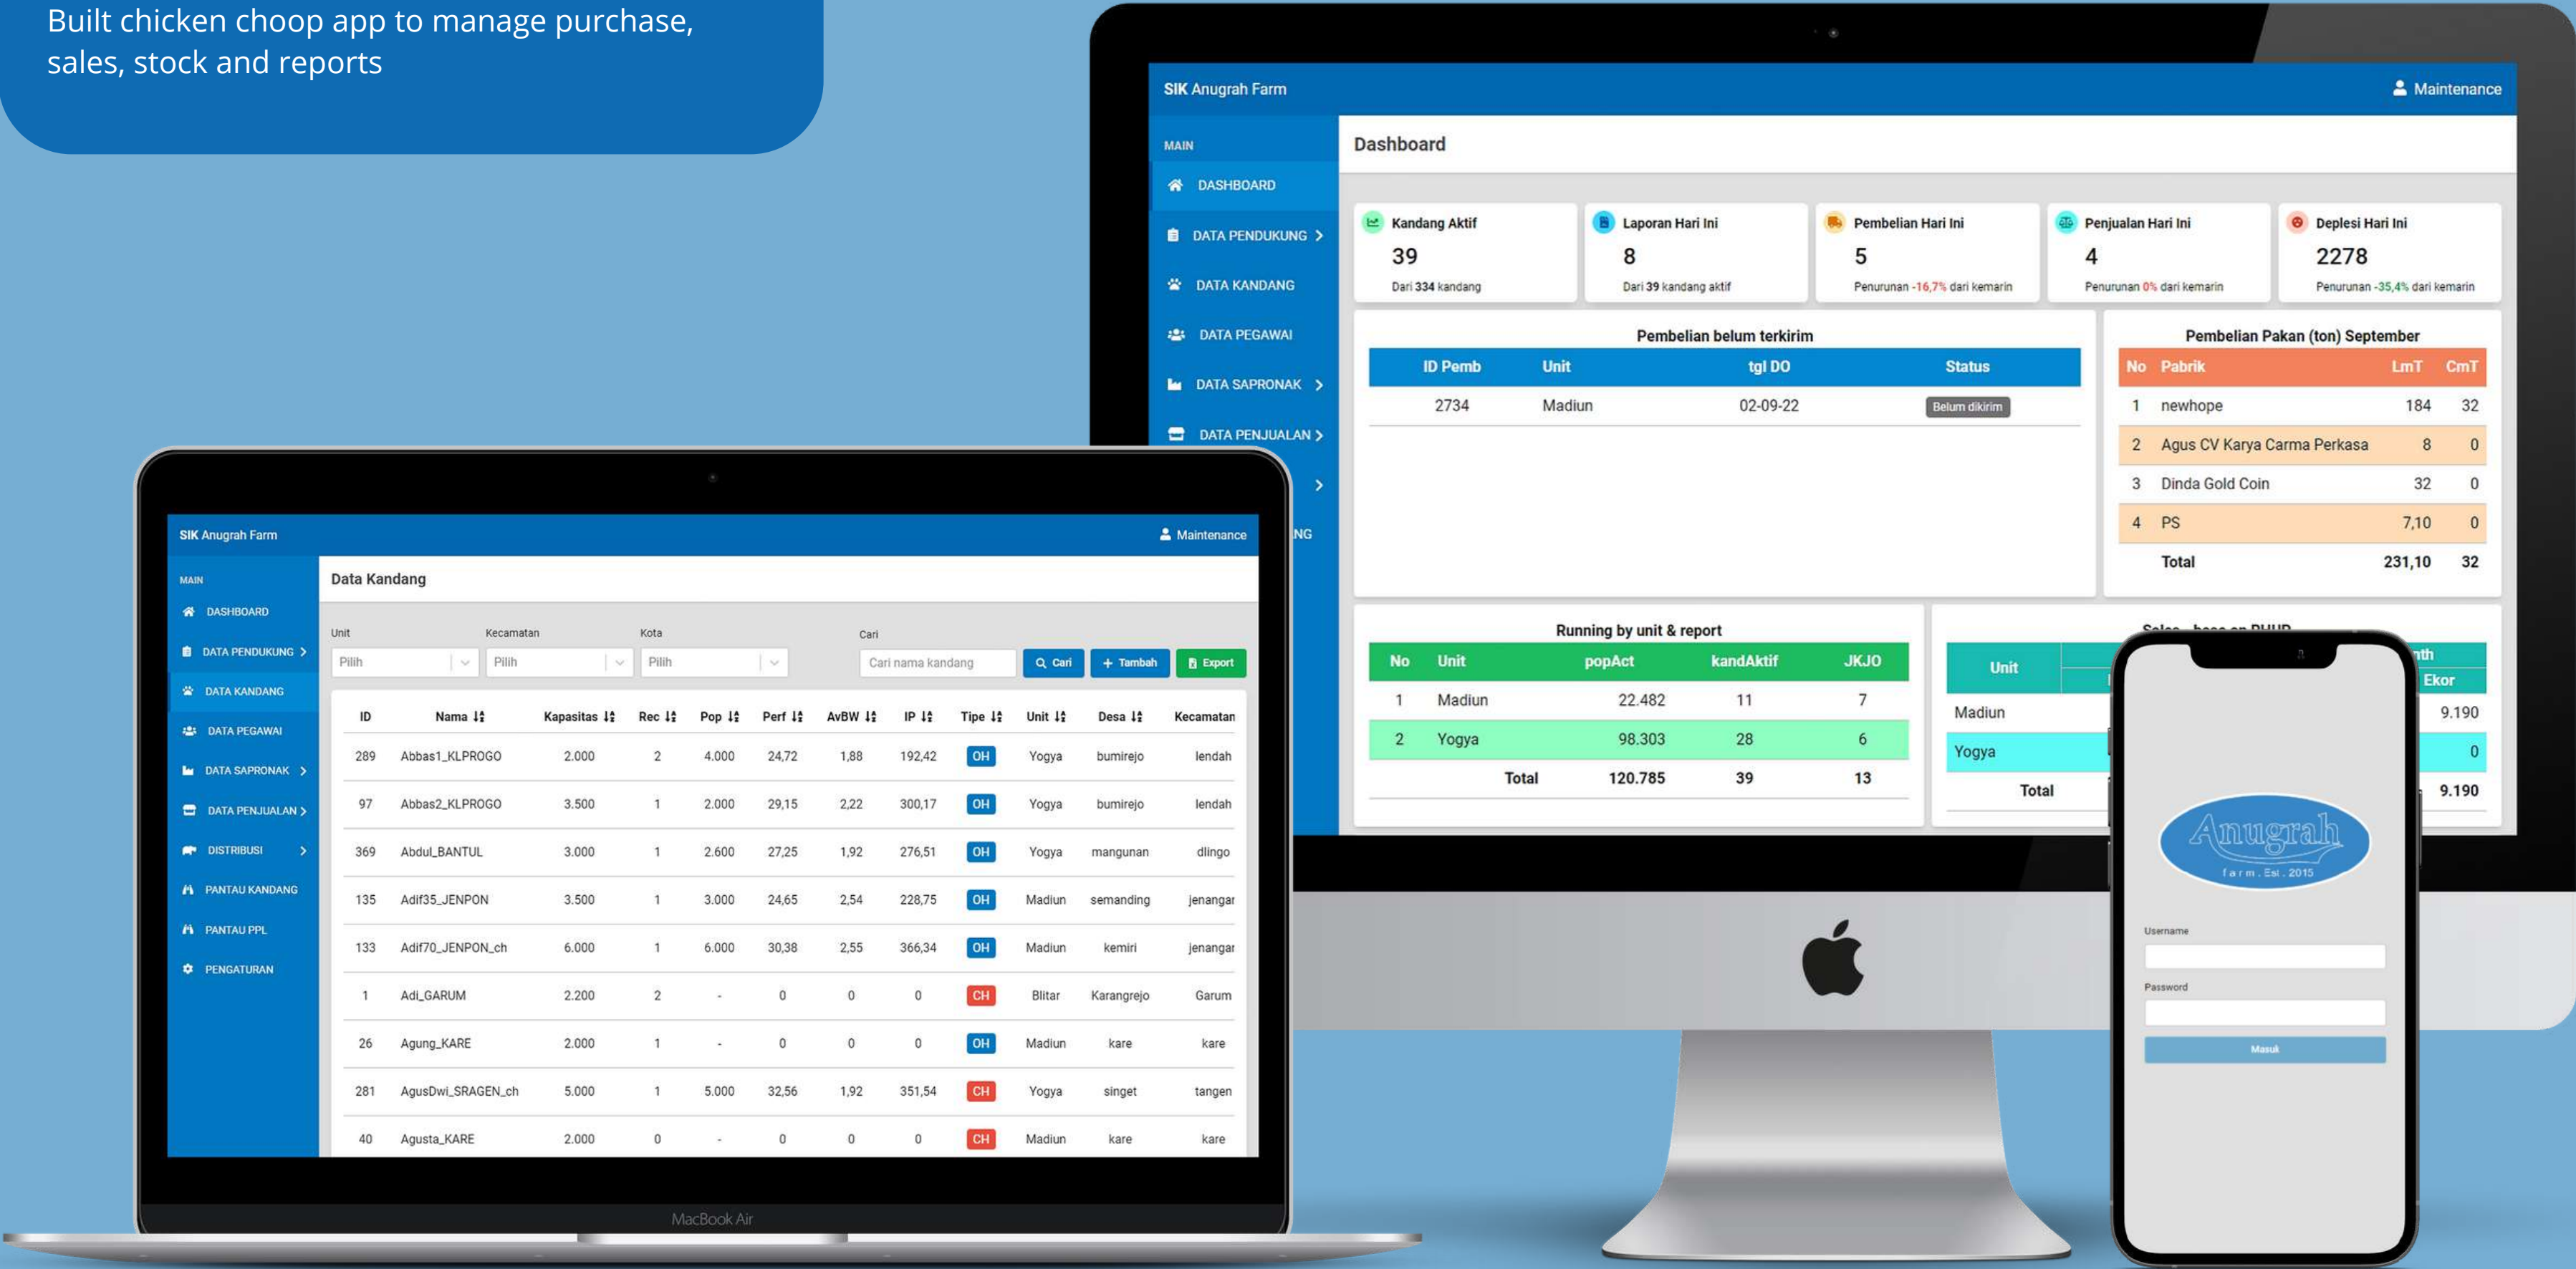 Built chicken choop app to manage purchase,
sales, stock and reports
SIK Anugrah Farm
Maintenance
MAIN
DASHBOARD
DATA PENDUKUNG
DATA KANDANG
DATA PEGAWAI
DATA SAPRONAK
DATA PENJUALAN
NG
Dashboard
Kandang Aktif
39
Dari 334 kandang
Laporan Hari Ini
8
Dari 39 kandang aktif
Pembelian Hari Ini
5
Penurunan -16,7% dari kemarin
Penjualan Hari Ini
4
Penurunan 0% dari kemarin
Deplesi Hari Ini
2278
Penurunan -35,4% dari kemarin
Pembelian belum terkirim
ID Pemb Unit tgl DO Status
2734 Madiun 02-09-22 Belum dikirim
Pembelian Pakan (ton) September
No Pabrik LmT CmT
1 newhope 184 32
2 Agus CV Karya Carma Perkasa 8 0
3 Dinda Gold Coin 32 0
4 PS 7,10 0
Total 231,10 32
Running by unit & report
No Unit popAct kandAktif JKJO
1 Madiun 22.482 11 7
2 Yogya 98.303 28 6
Total 120.785 39 13
Unit
Ekor
Madiun 9.190
Yogya 0
Total 9.190
SIK Anugrah Farm
Maintenance
MAIN
DASHBOARD
DATA PENDUKUNG
DATA KANDANG
DATA PEGAWAI
DATA SAPRONAK
DATA PENJUALAN
DISTRIBUSI
PANTAU KANDANG
PANTAU PPL
PENGATURAN
Data Kandang
Unit Kecamatan Kota Cari
Pilih Pilih Pilih Cari nama kandang Cari + Tambah Export
ID Nama Kapasitas Rec Pop Perf AvBW IP Tipe Unit Desa Kecamatan
289 Abbas1_KLPROGO 2.000 2 4.000 24,72 1,88 192,42 OH Yogya bumirejo lendah
97 Abbas2_KLPROGO 3.500 1 2.000 29,15 2,22 300,17 OH Yogya bumirejo lendah
369 Abdul_BANTUL 3.000 1 2.600 27,25 1,92 276,51 OH Yogya mangunan dlingo
135 Adif35_JENPON 3.500 1 3.000 24,65 2,54 228,75 OH Madiun semanding jenangar
133 Adif70_JENPON_ch 6.000 1 6.000 30,38 2,55 366,34 OH Madiun kemiri jenangar
1 Adi_GARUM 2.200 2 - 0 0 0 CH Blitar Karangrejo Garum
26 Agung_KARE 2.000 1 - 0 0 0 OH Madiun kare kare
281 AgusDwi_SRAGEN_ch 5.000 1 5.000 32,56 1,92 351,54 CH Yogya singet tangen
40 Agusta_KARE 2.000 0 - 0 0 0 CH Madiun kare kare
MacBook Air
Anugrah
farm . Est . 2015
Username
Password
Masuk